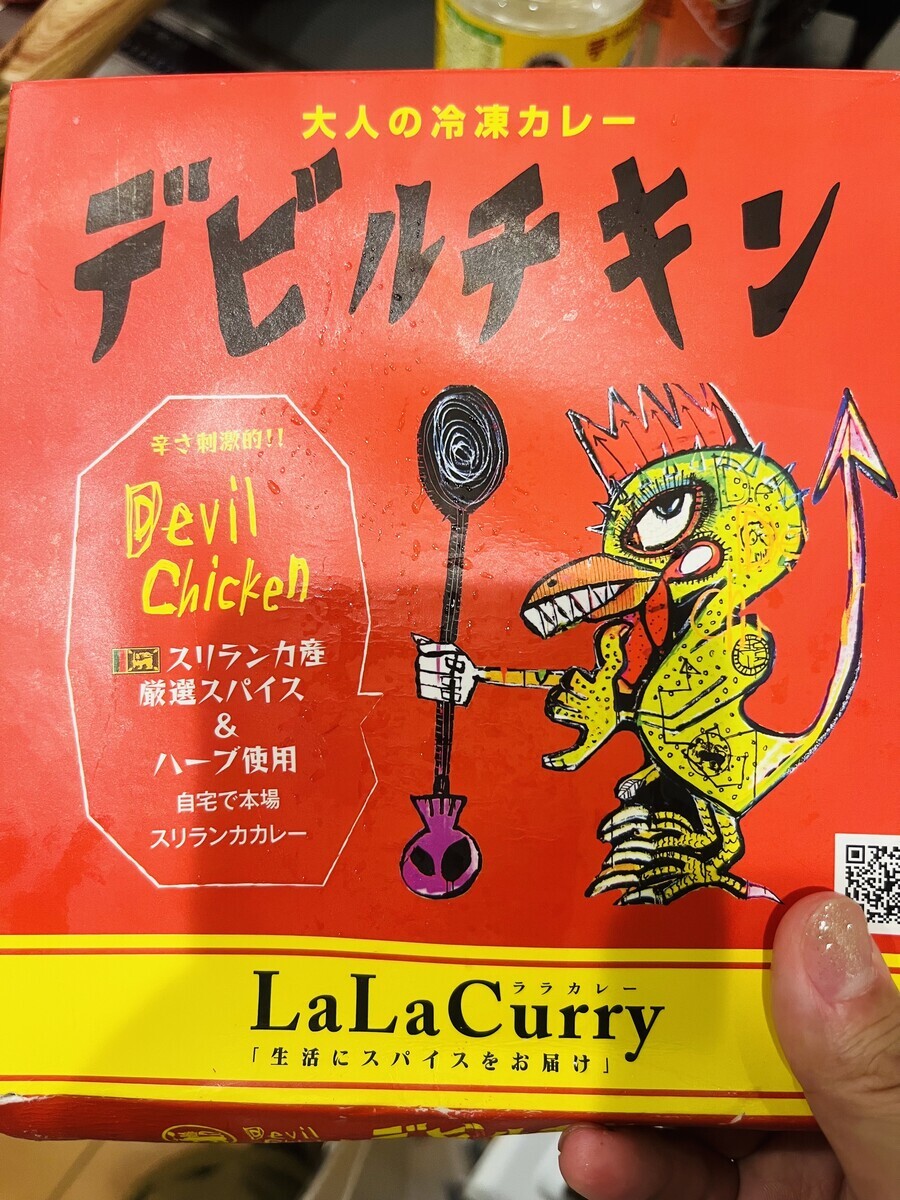 大人の冷凍カレー
デビルチキン
辛さ刺激的!!
Devil
Chicken
スリランカ産
厳選スパイス
&
ハーブ使用
自宅で本場
スリランカカレー
ララカレー
LaLaCurry
「生活にスパイスをお届け」
Devil